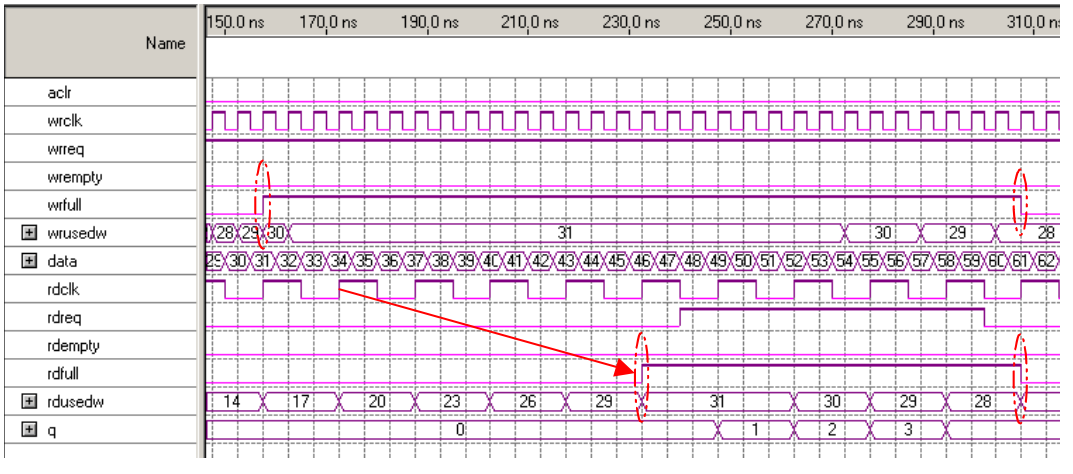 Name 150.0 ns 170.0 ns 190.0 ns 210.0 ns 230.0 ns 250.0 ns 270.0 ns 290.0 ns 310.0 n
aclr
wrclk
wrreq
wrempty
wrfull
wrusedw 28 29 30 31 30 29 28
data 29 30 31 32 33 34 35 36 37 38 39 40 41 42 43 44 45 46 47 48 49 50 51 52 53 54 55 56 57 58 59 60 61 62
rdclk
rdreq
rdempty
rdfull
rdusedw 14 17 20 23 26 29 31 30 29 28
q 0 1 2 3